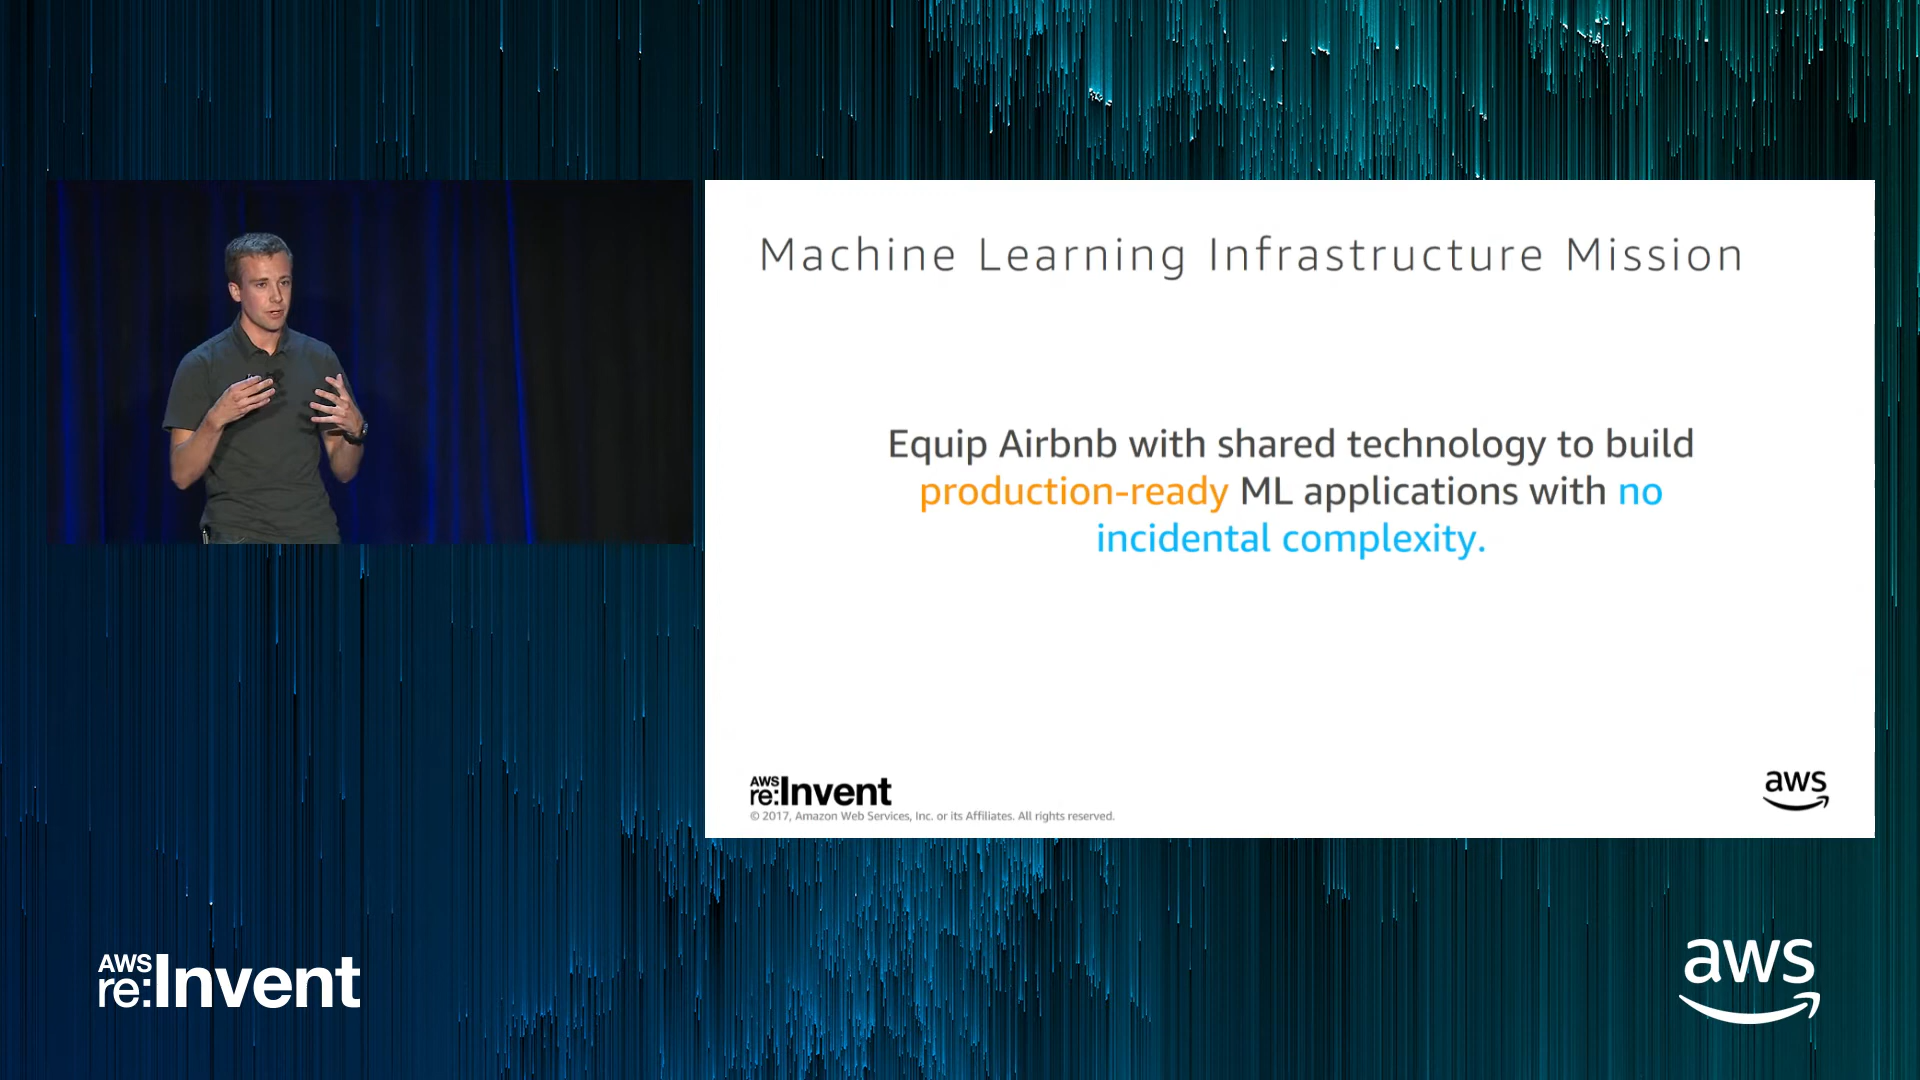 Machine Learning Infrastructure Mission
Equip Airbnb with shared technology to build
production-ready ML applications with no
incidental complexity.
AWS
re:Invent
© 2017, Amazon Web Services, Inc. or its Affiliates. All rights reserved.
aws
AWS
re:Invent
aws